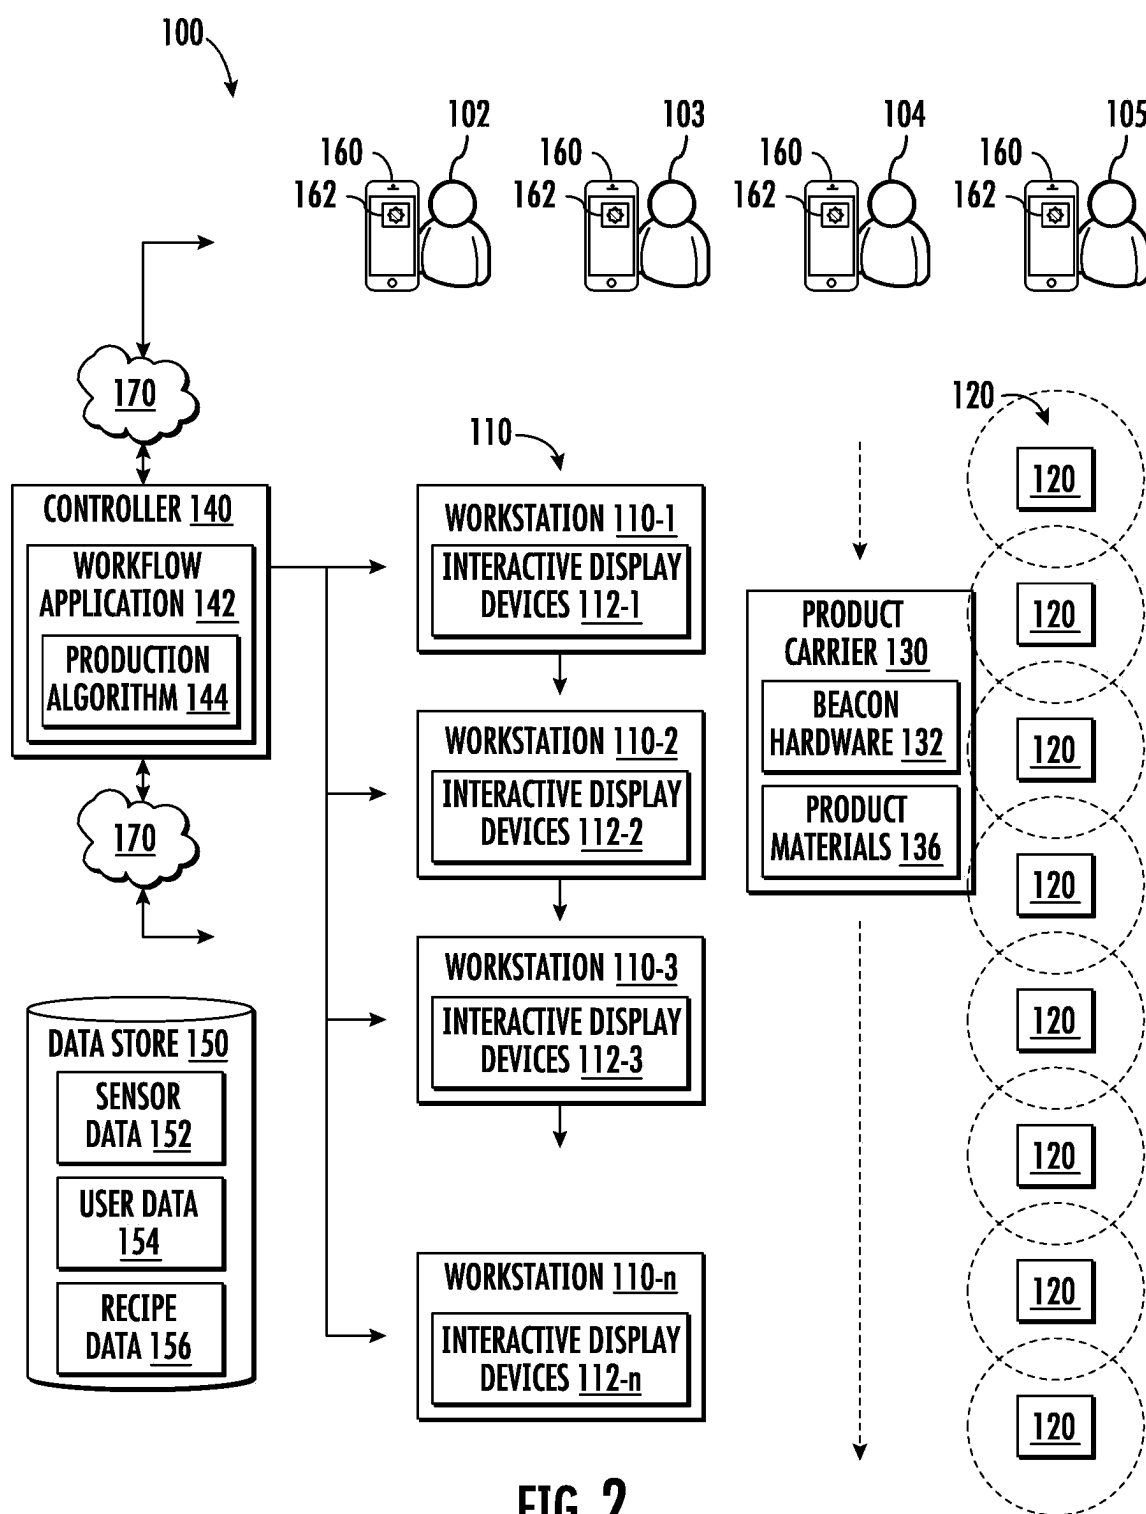 100
102
103
104
105
160
160
160
160
162
162
162
162
170
120
110
CONTROLLER 140
WORKFLOW
APPLICATION 142
PRODUCTION
ALGORITHM 144
170
WORKSTATION 110-1
INTERACTIVE DISPLAY
DEVICES 112-1
WORKSTATION 110-2
INTERACTIVE DISPLAY
DEVICES 112-2
WORKSTATION 110-3
INTERACTIVE DISPLAY
DEVICES 112-3
WORKSTATION 110-n
INTERACTIVE DISPLAY
DEVICES 112-n
PRODUCT
CARRIER 130
BEACON
HARDWARE 132
PRODUCT
MATERIALS 136
120
120
120
120
120
120
120
120
DATA STORE 150
SENSOR
DATA 152
USER DATA
154
RECIPE
DATA 156
FIG. 2